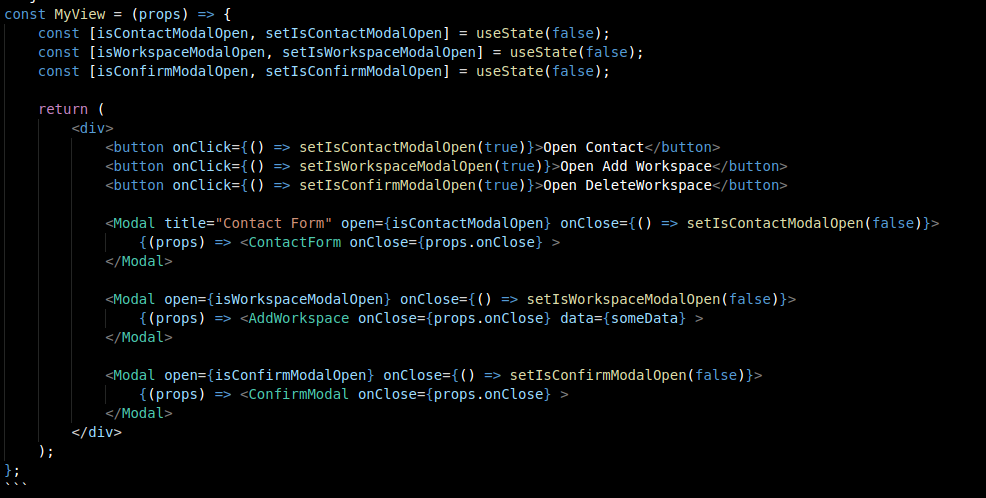 const MyView = (props) => {
    const [isContactModalOpen, setIsContactModalOpen] = useState(false);
    const [isWorkspaceModalOpen, setIsWorkspaceModalOpen] = useState(false);
    const [isConfirmModalOpen, setIsConfirmModalOpen] = useState(false);

    return (
        <div>
            <button onClick={() => setIsContactModalOpen(true)}>Open Contact</button>
            <button onClick={() => setIsWorkspaceModalOpen(true)}>Open Add Workspace</button>
            <button onClick={() => setIsConfirmModalOpen(true)}>Open DeleteWorkspace</button>

            <Modal title="Contact Form" open={isContactModalOpen} onClose={() => setIsContactModalOpen(false)}>
                {(props) => <ContactForm onClose={props.onClose} >
            </Modal>

            <Modal open={isWorkspaceModalOpen} onClose={() => setIsWorkspaceModalOpen(false)}>
                {(props) => <AddWorkspace onClose={props.onClose} data={someData} >
            </Modal>

            <Modal open={isConfirmModalOpen} onClose={() => setIsConfirmModalOpen(false)}>
                {(props) => <ConfirmModal onClose={props.onClose} >
            </Modal>
        </div>
    );
};
```